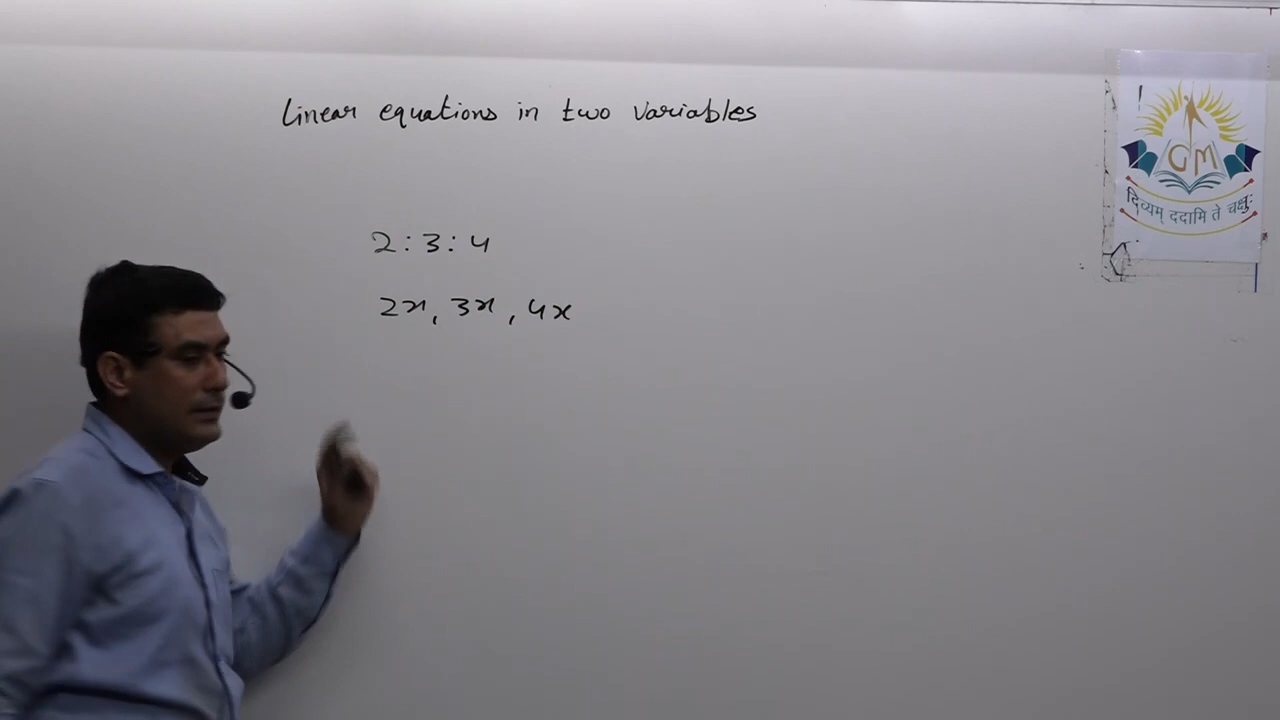 Linear equations in two variables
2 : 3 : 4
2x, 3x, 4x
GM
दिव्यम् ददामि ते चक्षुः